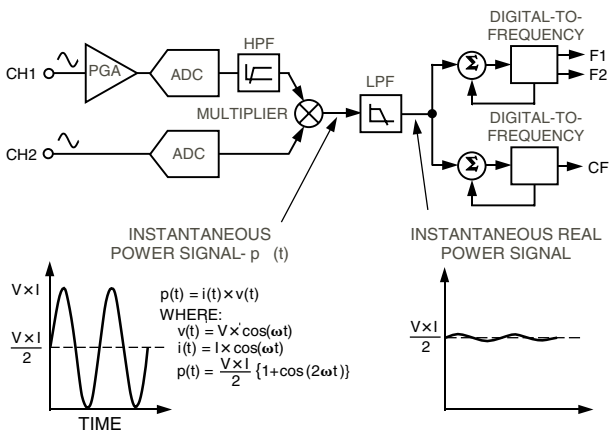 DIGITAL-TO-
FREQUENCY
HPF
F1
CH1
PGA
ADC
LPF
Σ
F2
MULTIPLIER
DIGITAL-TO-
FREQUENCY
CH2
ADC
Σ
CF
INSTANTANEOUS
POWER SIGNAL- p (t)
INSTANTANEOUS REAL
POWER SIGNAL
V×I
p(t) = i(t)×v(t)
WHERE:
v(t) = V×cos(ωt)
i(t) = I×cos(ωt)
p(t) = V×I/2 {1+cos(2ωt)}
V×I
2
TIME
V×I
2